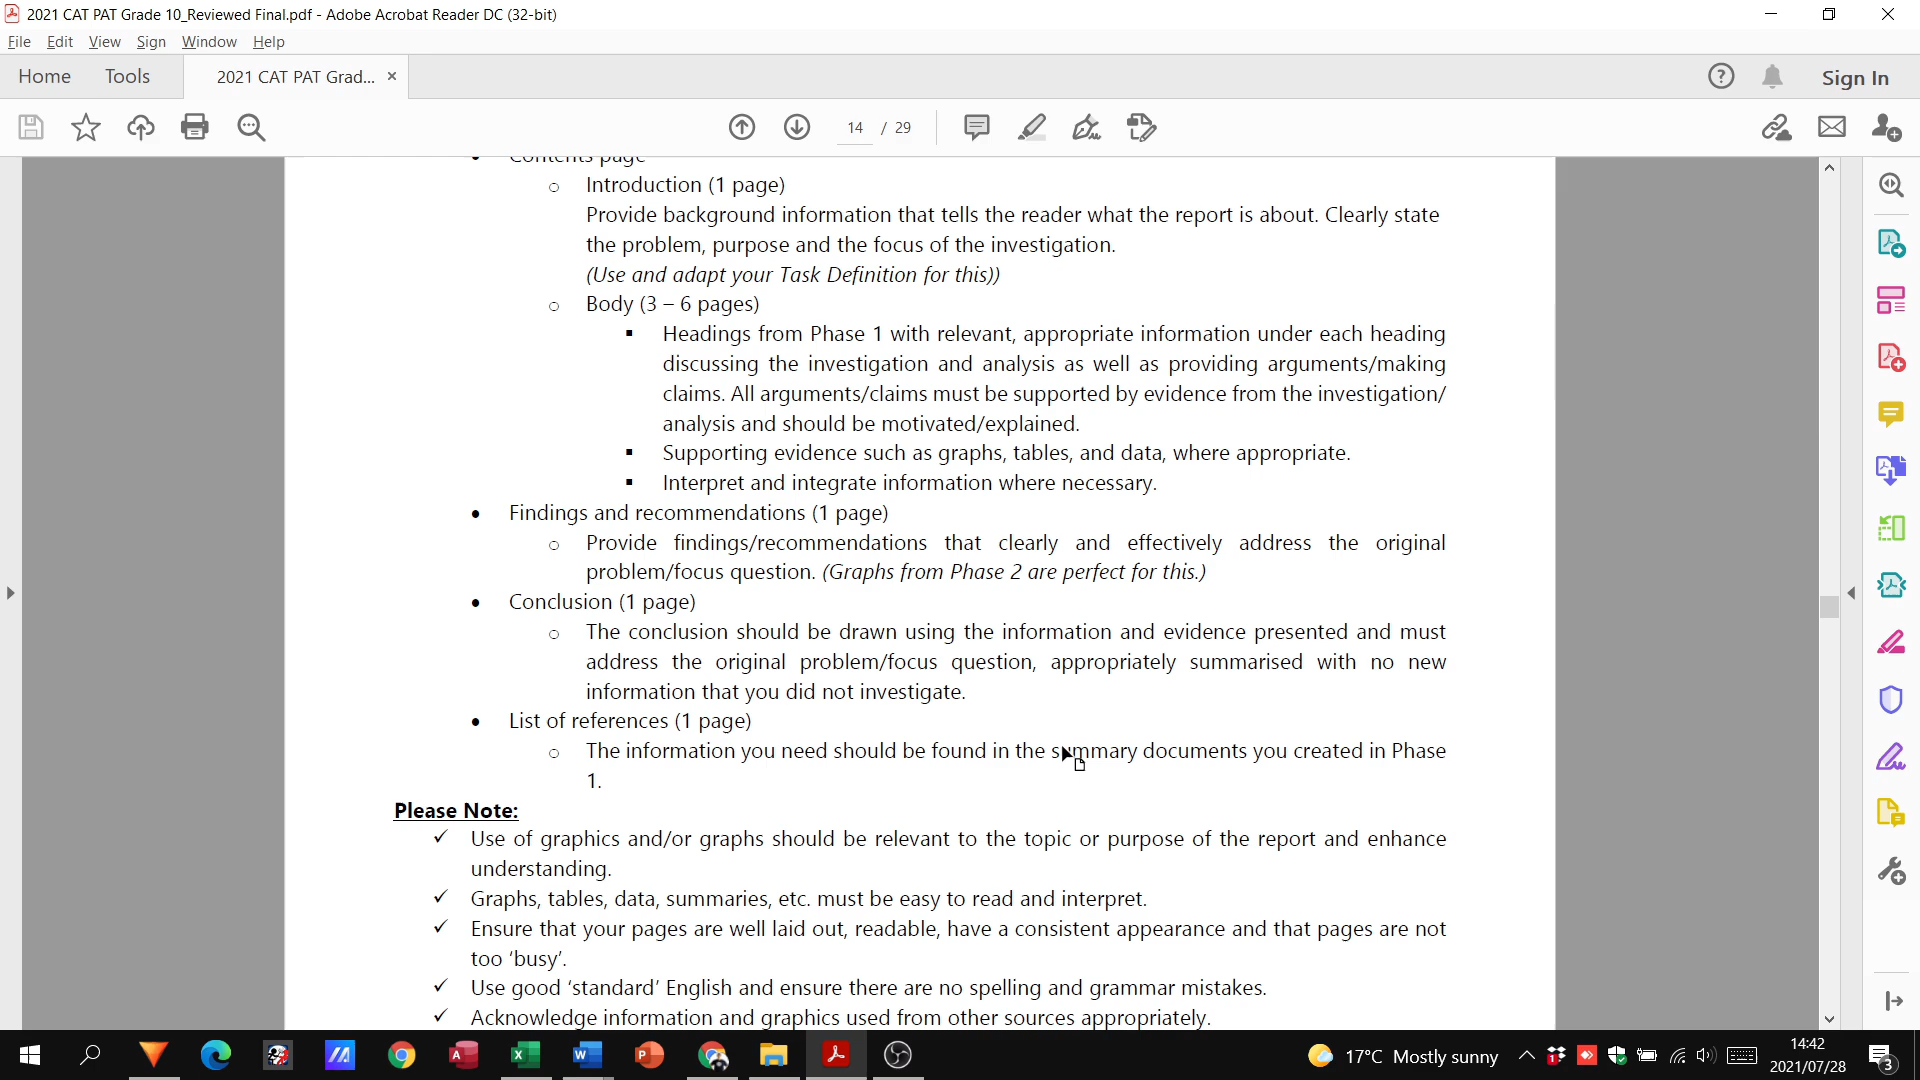 2021 CAT PAT Grade 10_Reviewed Final.pdf - Adobe Acrobat Reader DC (32-bit)
File Edit View Sign Window Help
Home Tools 2021 CAT PAT Grad... × Sign In
14 / 29
Contents page
o Introduction (1 page)
Provide background information that tells the reader what the report is about. Clearly state
the problem, purpose and the focus of the investigation.
(Use and adapt your Task Definition for this))
o Body (3 – 6 pages)
▪ Headings from Phase 1 with relevant, appropriate information under each heading
discussing the investigation and analysis as well as providing arguments/making
claims. All arguments/claims must be supported by evidence from the investigation/
analysis and should be motivated/explained.
▪ Supporting evidence such as graphs, tables, and data, where appropriate.
▪ Interpret and integrate information where necessary.
• Findings and recommendations (1 page)
o Provide findings/recommendations that clearly and effectively address the original
problem/focus question. (Graphs from Phase 2 are perfect for this.)
• Conclusion (1 page)
o The conclusion should be drawn using the information and evidence presented and must
address the original problem/focus question, appropriately summarised with no new
information that you did not investigate.
• List of references (1 page)
o The information you need should be found in the summary documents you created in Phase
1.
Please Note:
✓ Use of graphics and/or graphs should be relevant to the topic or purpose of the report and enhance
understanding.
✓ Graphs, tables, data, summaries, etc. must be easy to read and interpret.
✓ Ensure that your pages are well laid out, readable, have a consistent appearance and that pages are not
too ‘busy’.
✓ Use good ‘standard’ English and ensure there are no spelling and grammar mistakes.
✓ Acknowledge information and graphics used from other sources appropriately.
17°C Mostly sunny
14:42
2021/07/28
3